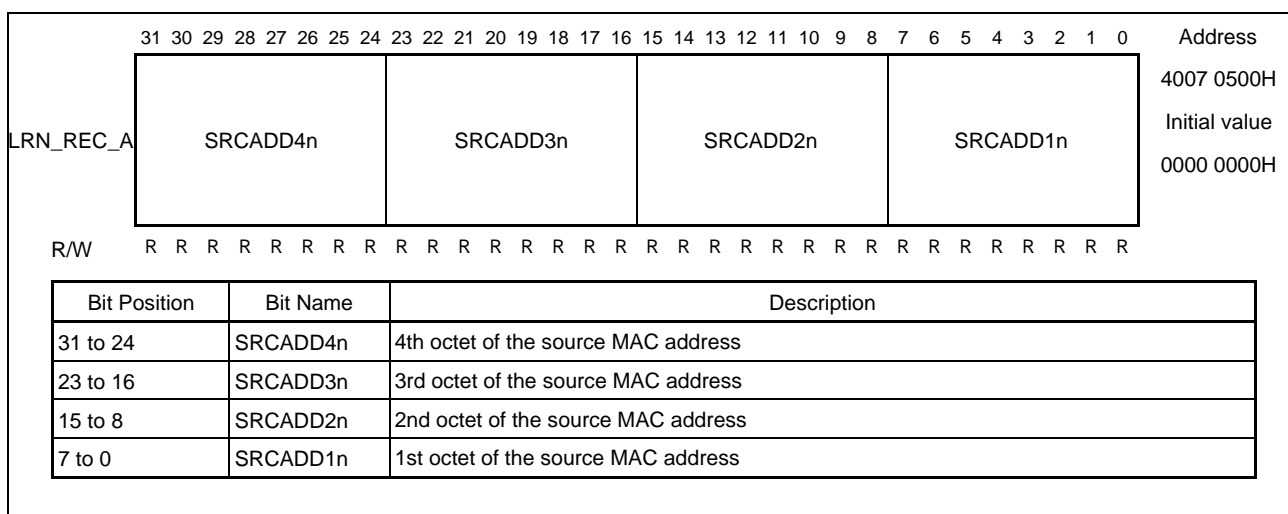 31 30 29 28 27 26 25 24 23 22 21 20 19 18 17 16 15 14 13 12 11 10 9 8 7 6 5 4 3 2 1 0 Address
4007 0500H
LRN_REC_A SRCADD4n SRCADD3n SRCADD2n SRCADD1n Initial value
0000 0000H
R/W R R R R R R R R R R R R R R R R R R R R R R R R R R R R R R R R
Bit Position Bit Name Description
31 to 24 SRCADD4n 4th octet of the source MAC address
23 to 16 SRCADD3n 3rd octet of the source MAC address
15 to 8 SRCADD2n 2nd octet of the source MAC address
7 to 0 SRCADD1n 1st octet of the source MAC address